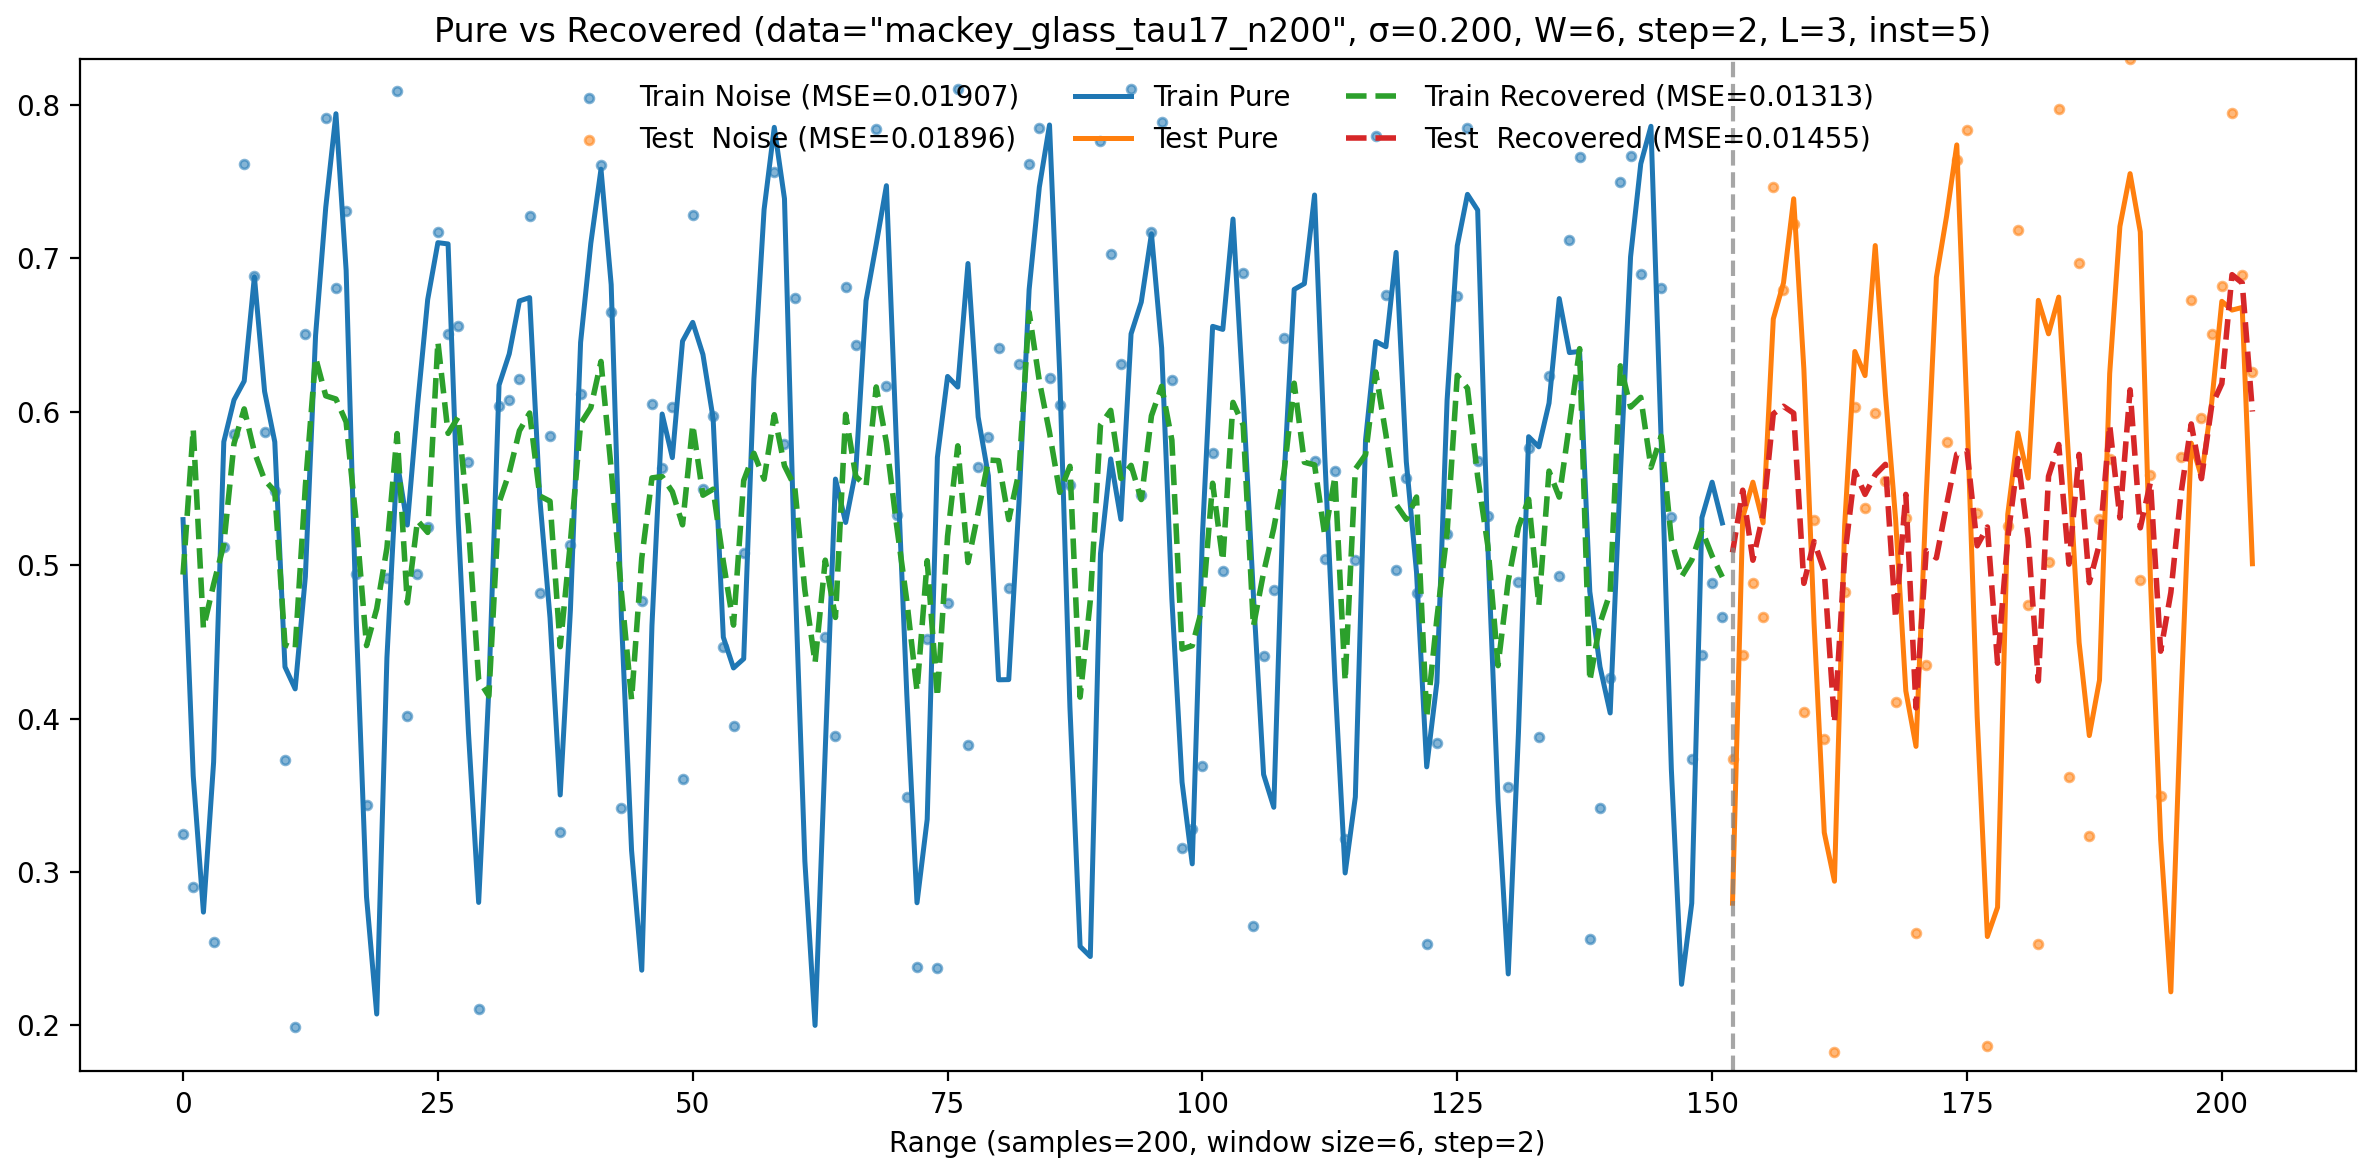 Pure vs Recovered (data="mackey_glass_tau17_n200", σ=0.200, W=6, step=2, L=3, inst=5)
Train Noise (MSE=0.01907)
Test  Noise (MSE=0.01896)
Train Pure
Test Pure
Train Recovered (MSE=0.01313)
Test  Recovered (MSE=0.01455)
0.8
0.7
0.6
0.5
0.4
0.3
0.2
0 25 50 75 100 125 150 175 200
Range (samples=200, window size=6, step=2)